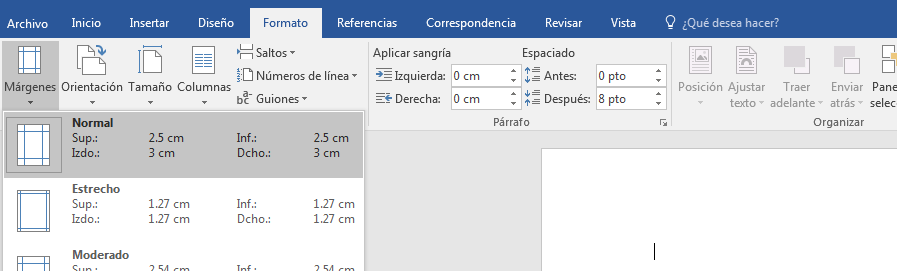 Archivo Inicio Insertar Diseño Formato Referencias Correspondencia Revisar Vista ¿Qué desea hacer?
Márgenes
Orientación
Tamaño
Columnas
Saltos
Números de línea
Guiones
Aplicar sangría
Izquierda: 0 cm
Derecha: 0 cm
Espaciado
Antes: 0 pto
Después: 8 pto
Párrafo
Posición
Ajustar
texto
Traer
adelante
Enviar
atrás
Pane
selec
Organizar
Normal
Sup.: 2.5 cm Inf.: 2.5 cm
Izdo.: 3 cm Dcho.: 3 cm
Estrecho
Sup.: 1.27 cm Inf.: 1.27 cm
Izdo.: 1.27 cm Dcho.: 1.27 cm
Moderado
Sup.: 2.54 cm Inf.: 2.54 cm